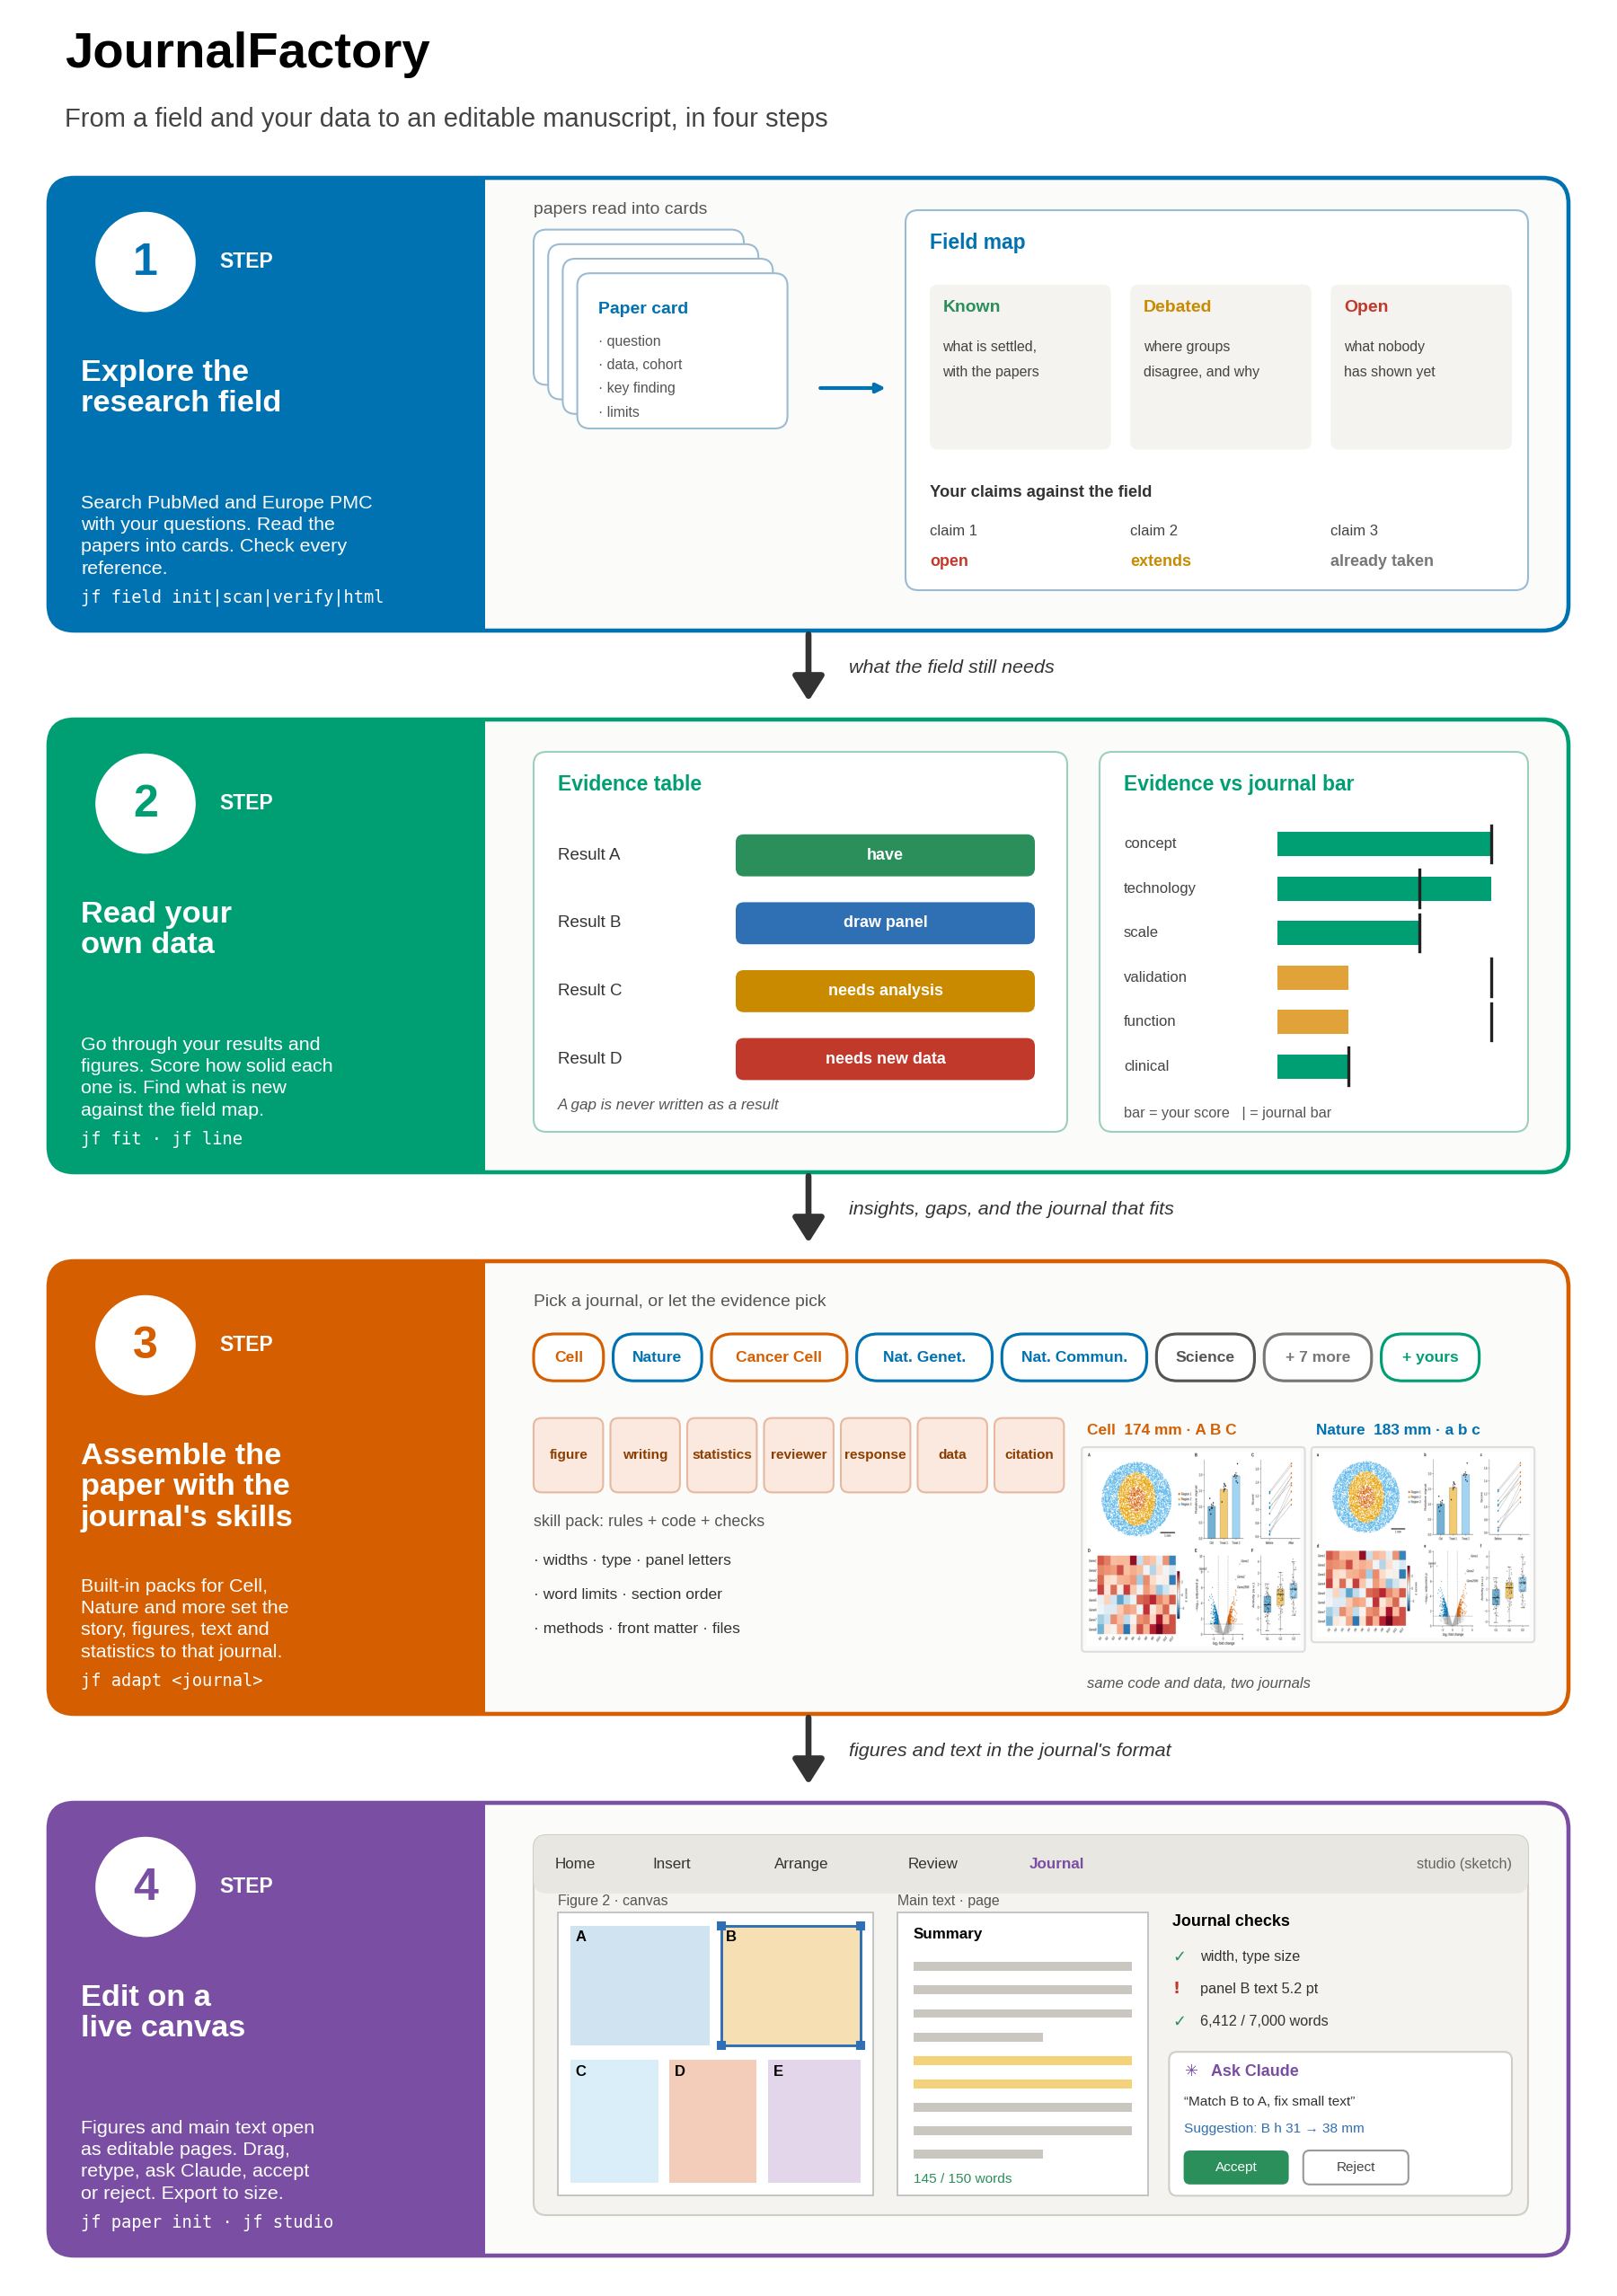 JournalFactory
From a field and your data to an editable manuscript, in four steps
1
STEP
Explore the
research field
Search PubMed and Europe PMC
with your questions. Read the
papers into cards. Check every
reference.
jf field init|scan|verify|html
papers read into cards
Paper card
· question
· data, cohort
· key finding
· limits
Field map
Known
what is settled,
with the papers
Debated
where groups
disagree, and why
Open
what nobody
has shown yet
Your claims against the field
claim 1
claim 2
claim 3
open
extends
already taken
what the field still needs
2
STEP
Read your
own data
Go through your results and
figures. Score how solid each
one is. Find what is new
against the field map.
jf fit · jf line
Evidence table
Result A
have
Result B
draw panel
Result C
needs analysis
Result D
needs new data
A gap is never written as a result
Evidence vs journal bar
concept
technology
scale
validation
function
clinical
bar = your score | = journal bar
insights, gaps, and the journal that fits
3
STEP
Assemble the
paper with the
journal's skills
Built-in packs for Cell,
Nature and more set the
story, figures, text and
statistics to that journal.
jf adapt <journal>
Pick a journal, or let the evidence pick
Cell
Nature
Cancer Cell
Nat. Genet.
Nat. Commun.
Science
+ 7 more
+ yours
figure
writing
statistics
reviewer
response
data
citation
skill pack: rules + code + checks
· widths · type · panel letters
· word limits · section order
· methods · front matter · files
Cell 174 mm · A B C
Nature 183 mm · a b c
same code and data, two journals
figures and text in the journal's format
4
STEP
Edit on a
live canvas
Figures and main text open
as editable pages. Drag,
retype, ask Claude, accept
or reject. Export to size.
jf paper init · jf studio
Home
Insert
Arrange
Review
Journal
studio (sketch)
Figure 2 · canvas
A
B
C
D
E
Main text · page
Summary
145 / 150 words
Journal checks
✓ width, type size
! panel B text 5.2 pt
✓ 6,412 / 7,000 words
✳ Ask Claude
“Match B to A, fix small text”
Suggestion: B h 31 → 38 mm
Accept
Reject